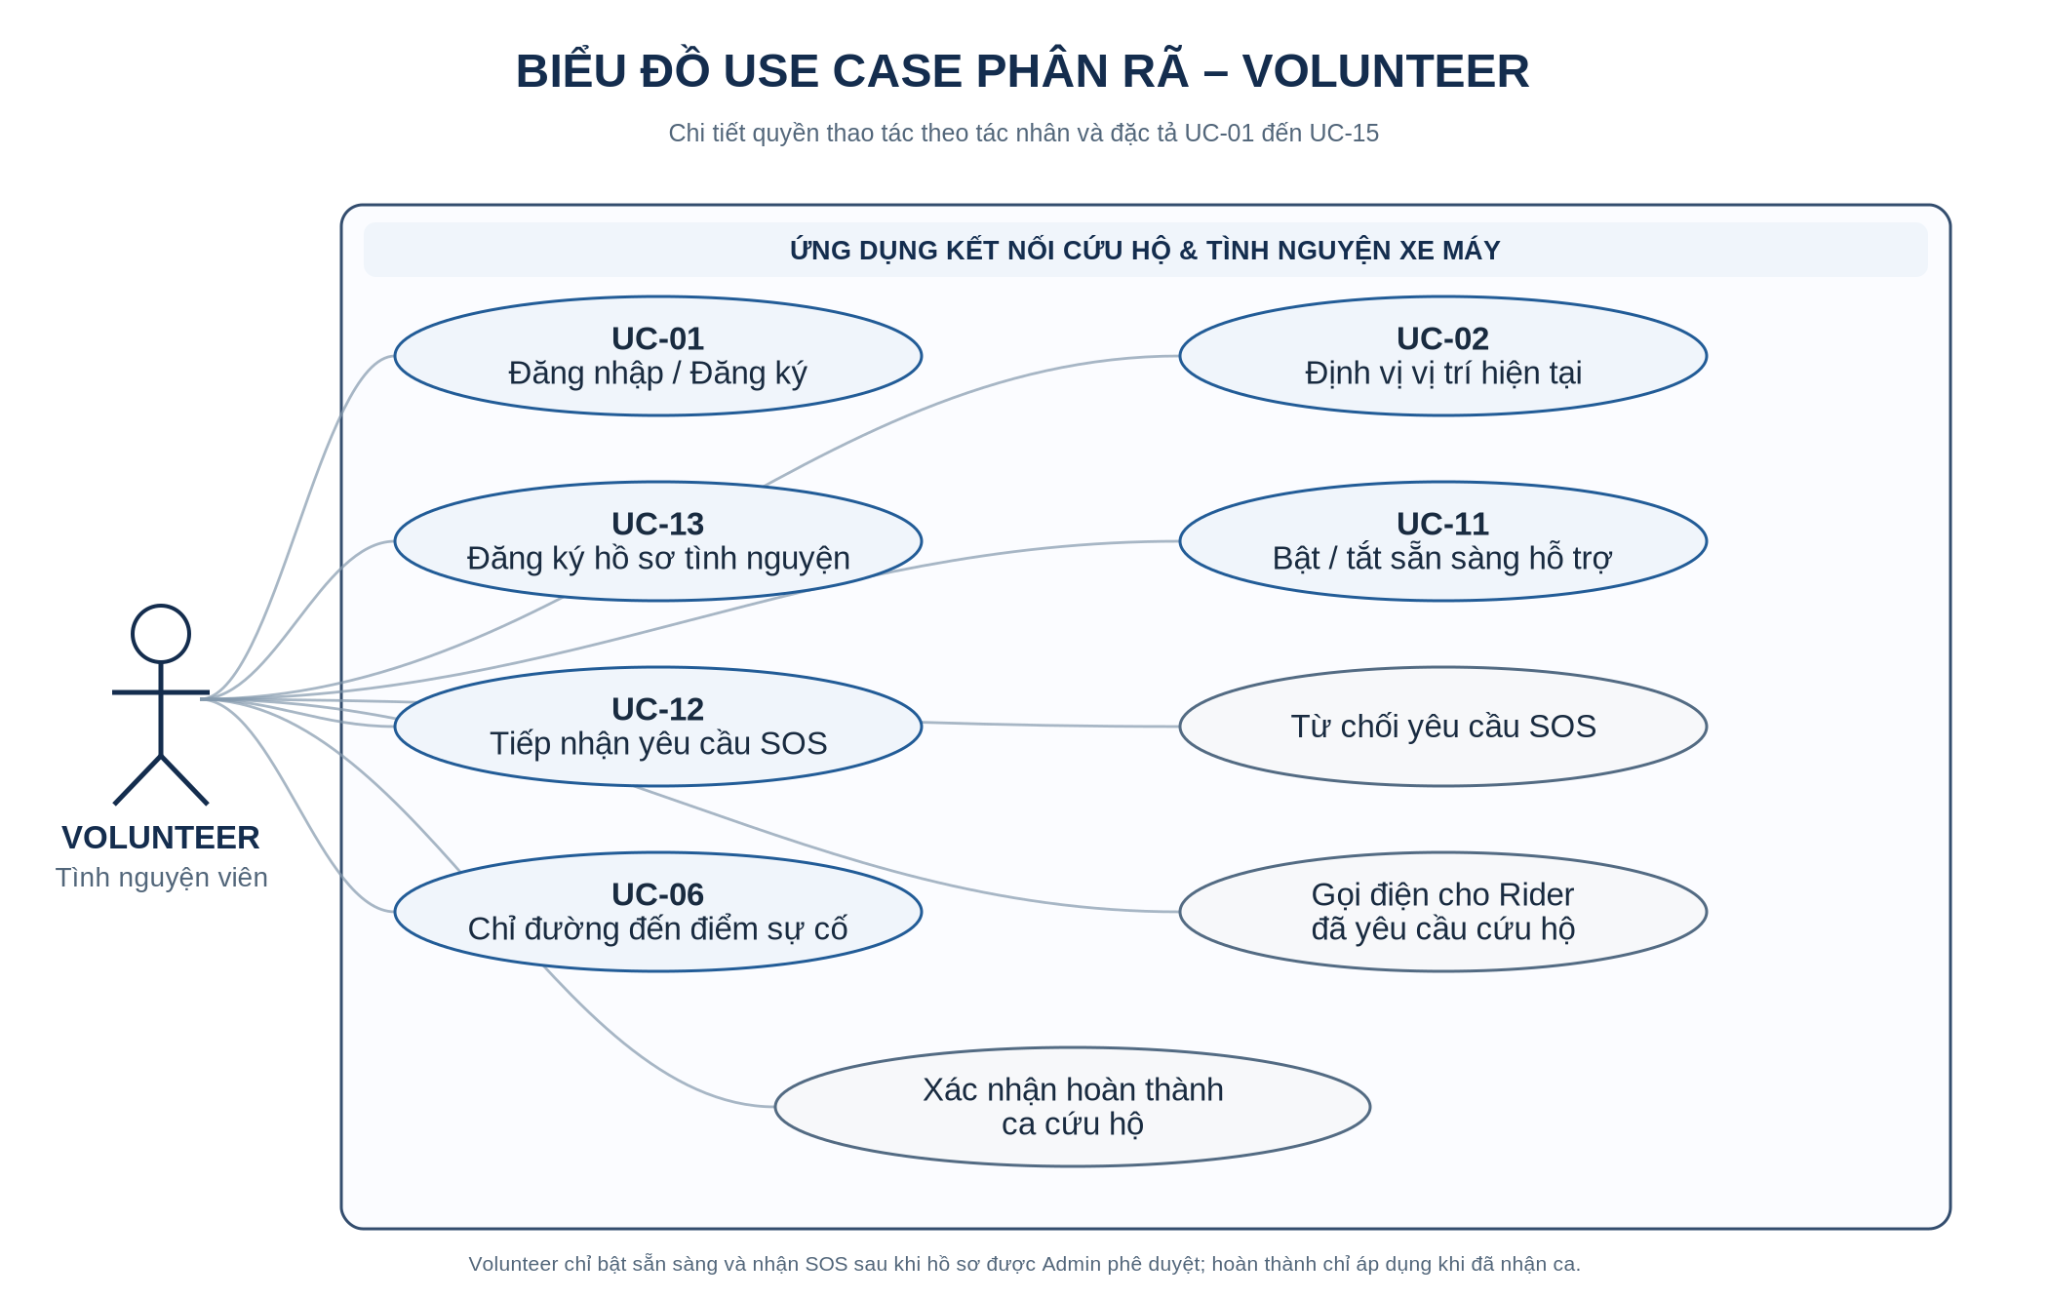 BIỂU ĐỒ USE CASE PHÂN RÃ – VOLUNTEER
Chi tiết quyền thao tác theo tác nhân và đặc tả UC-01 đến UC-15
ỨNG DỤNG KẾT NỐI CỨU HỘ & TÌNH NGUYỆN XE MÁY
UC-01
Đăng nhập / Đăng ký
UC-02
Định vị vị trí hiện tại
UC-13
Đăng ký hồ sơ tình nguyện
UC-11
Bật / tắt sẵn sàng hỗ trợ
UC-12
Tiếp nhận yêu cầu SOS
Từ chối yêu cầu SOS
VOLUNTEER
Tình nguyện viên
UC-06
Chỉ đường đến điểm sự cố
Gọi điện cho Rider
đã yêu cầu cứu hộ
Xác nhận hoàn thành
ca cứu hộ
Volunteer chỉ bật sẵn sàng và nhận SOS sau khi hồ sơ được Admin phê duyệt; hoàn thành chỉ áp dụng khi đã nhận ca.